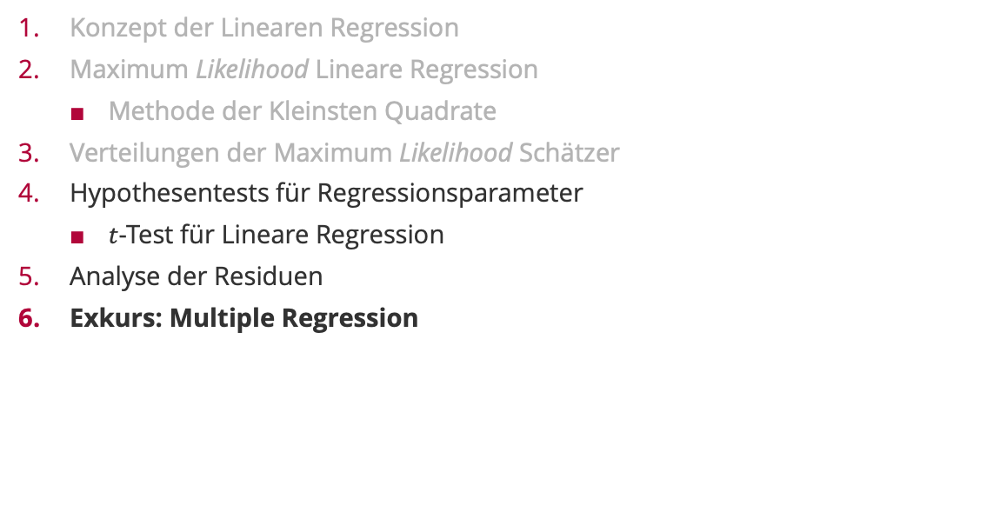 1. Konzept der Linearen Regression
2. Maximum Likelihood Lineare Regression
■ Methode der Kleinsten Quadrate
3. Verteilungen der Maximum Likelihood Schätzer
4. Hypothesentests für Regressionsparameter
■ t-Test für Lineare Regression
5. Analyse der Residuen
6. Exkurs: Multiple Regression